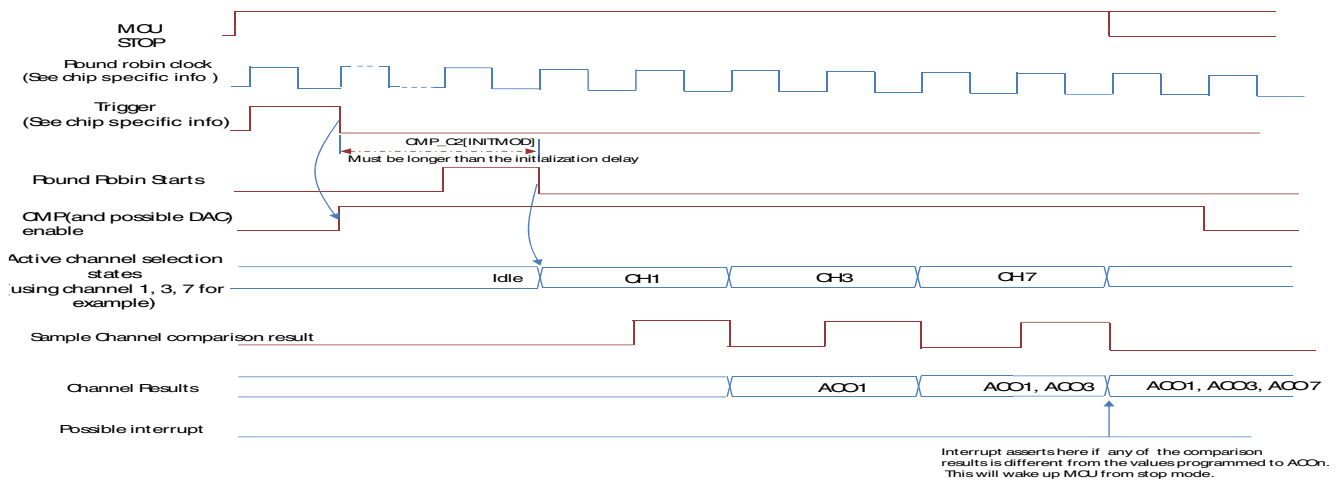 MCU
STOP
Round robin clock
(See chip specific info )
Trigger
(See chip specific info)
CMP_C2[INITMOD]
Must be longer than the initialization delay
Round Robin Starts
CMP(and possible DAC)
enable
Active channel selection
states
(using channel 1, 3, 7 for
example)
Idle
CH1
CH3
CH7
Sample Channel comparison result
Channel Results
ACO1
ACO1, ACO3
ACO1, ACO3, ACO7
Possible interrupt
Interrupt asserts here if any of the comparison
results is different from the values programmed to ACOn.
This will wake up MCU from stop mode.